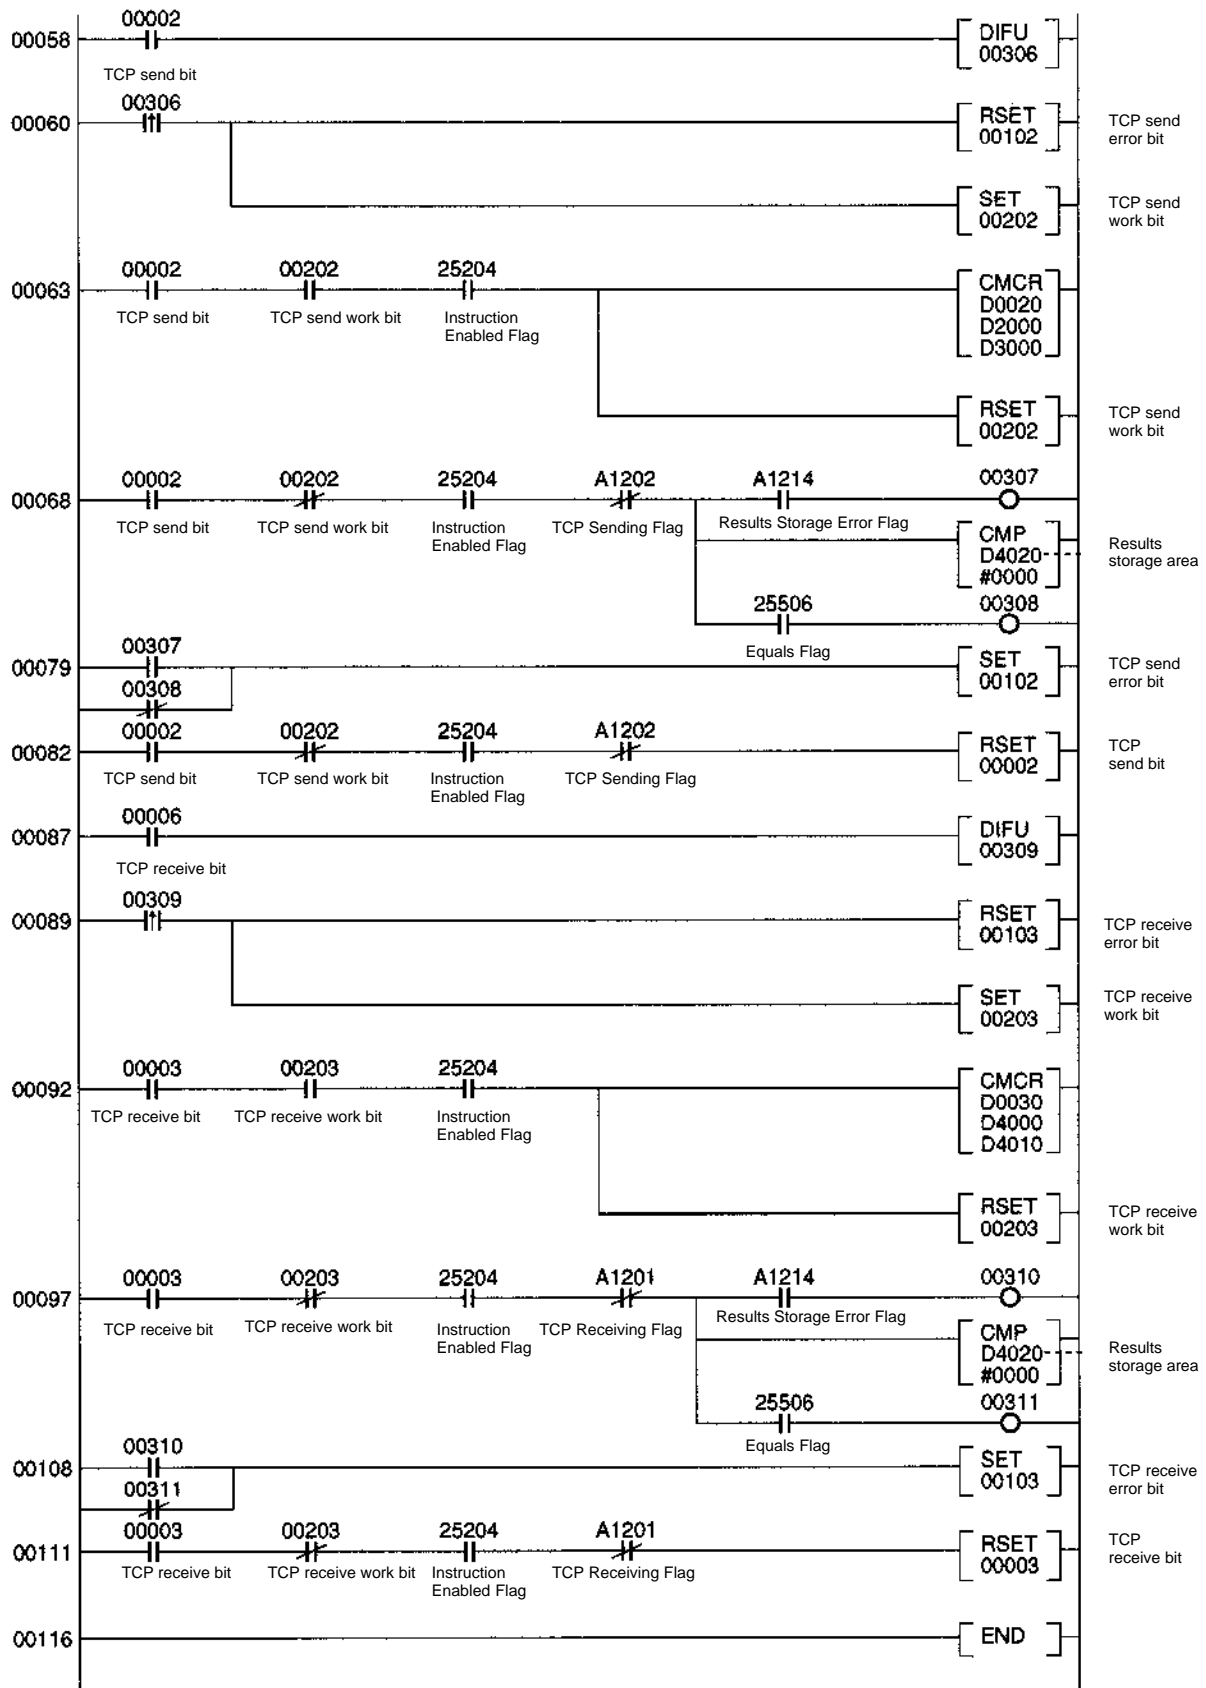 00002
00058
DIFU
00306
TCP send bit
00306
00060
RSET
00102
TCP send
error bit
SET
00202
TCP send
work bit
00002 00202 25204
00063
CMCR
D0020
D2000
D3000
TCP send bit TCP send work bit Instruction
Enabled Flag
RSET
00202
TCP send
work bit
00002 00202 25204 A1202 A1214 00307
00068
TCP send bit TCP send work bit Instruction
Enabled Flag TCP Sending Flag Results Storage Error Flag
CMP
D4020
#0000
Results
storage area
25506 00308
Equals Flag
00307
00079
00308
SET
00102
TCP send
error bit
00002 00202 25204 A1202
00082
RSET
00002
TCP
send bit
TCP send bit TCP send work bit Instruction
Enabled Flag TCP Sending Flag
00006
00087
DIFU
00309
TCP receive bit
00309
00089
RSET
00103
TCP receive
error bit
SET
00203
TCP receive
work bit
00003 00203 25204
00092
CMCR
D0030
D4000
D4010
TCP receive bit TCP receive work bit Instruction
Enabled Flag
RSET
00203
TCP receive
work bit
00003 00203 25204 A1201 A1214 00310
00097
TCP receive bit TCP receive work bit Instruction
Enabled Flag TCP Receiving Flag Results Storage Error Flag
CMP
D4020
#0000
Results
storage area
25506 00311
Equals Flag
00310
00108
00311
SET
00103
TCP receive
error bit
00003 00203 25204 A1201
00111
RSET
00003
TCP
receive bit
TCP receive bit TCP receive work bit Instruction
Enabled Flag TCP Receiving Flag
00116
END